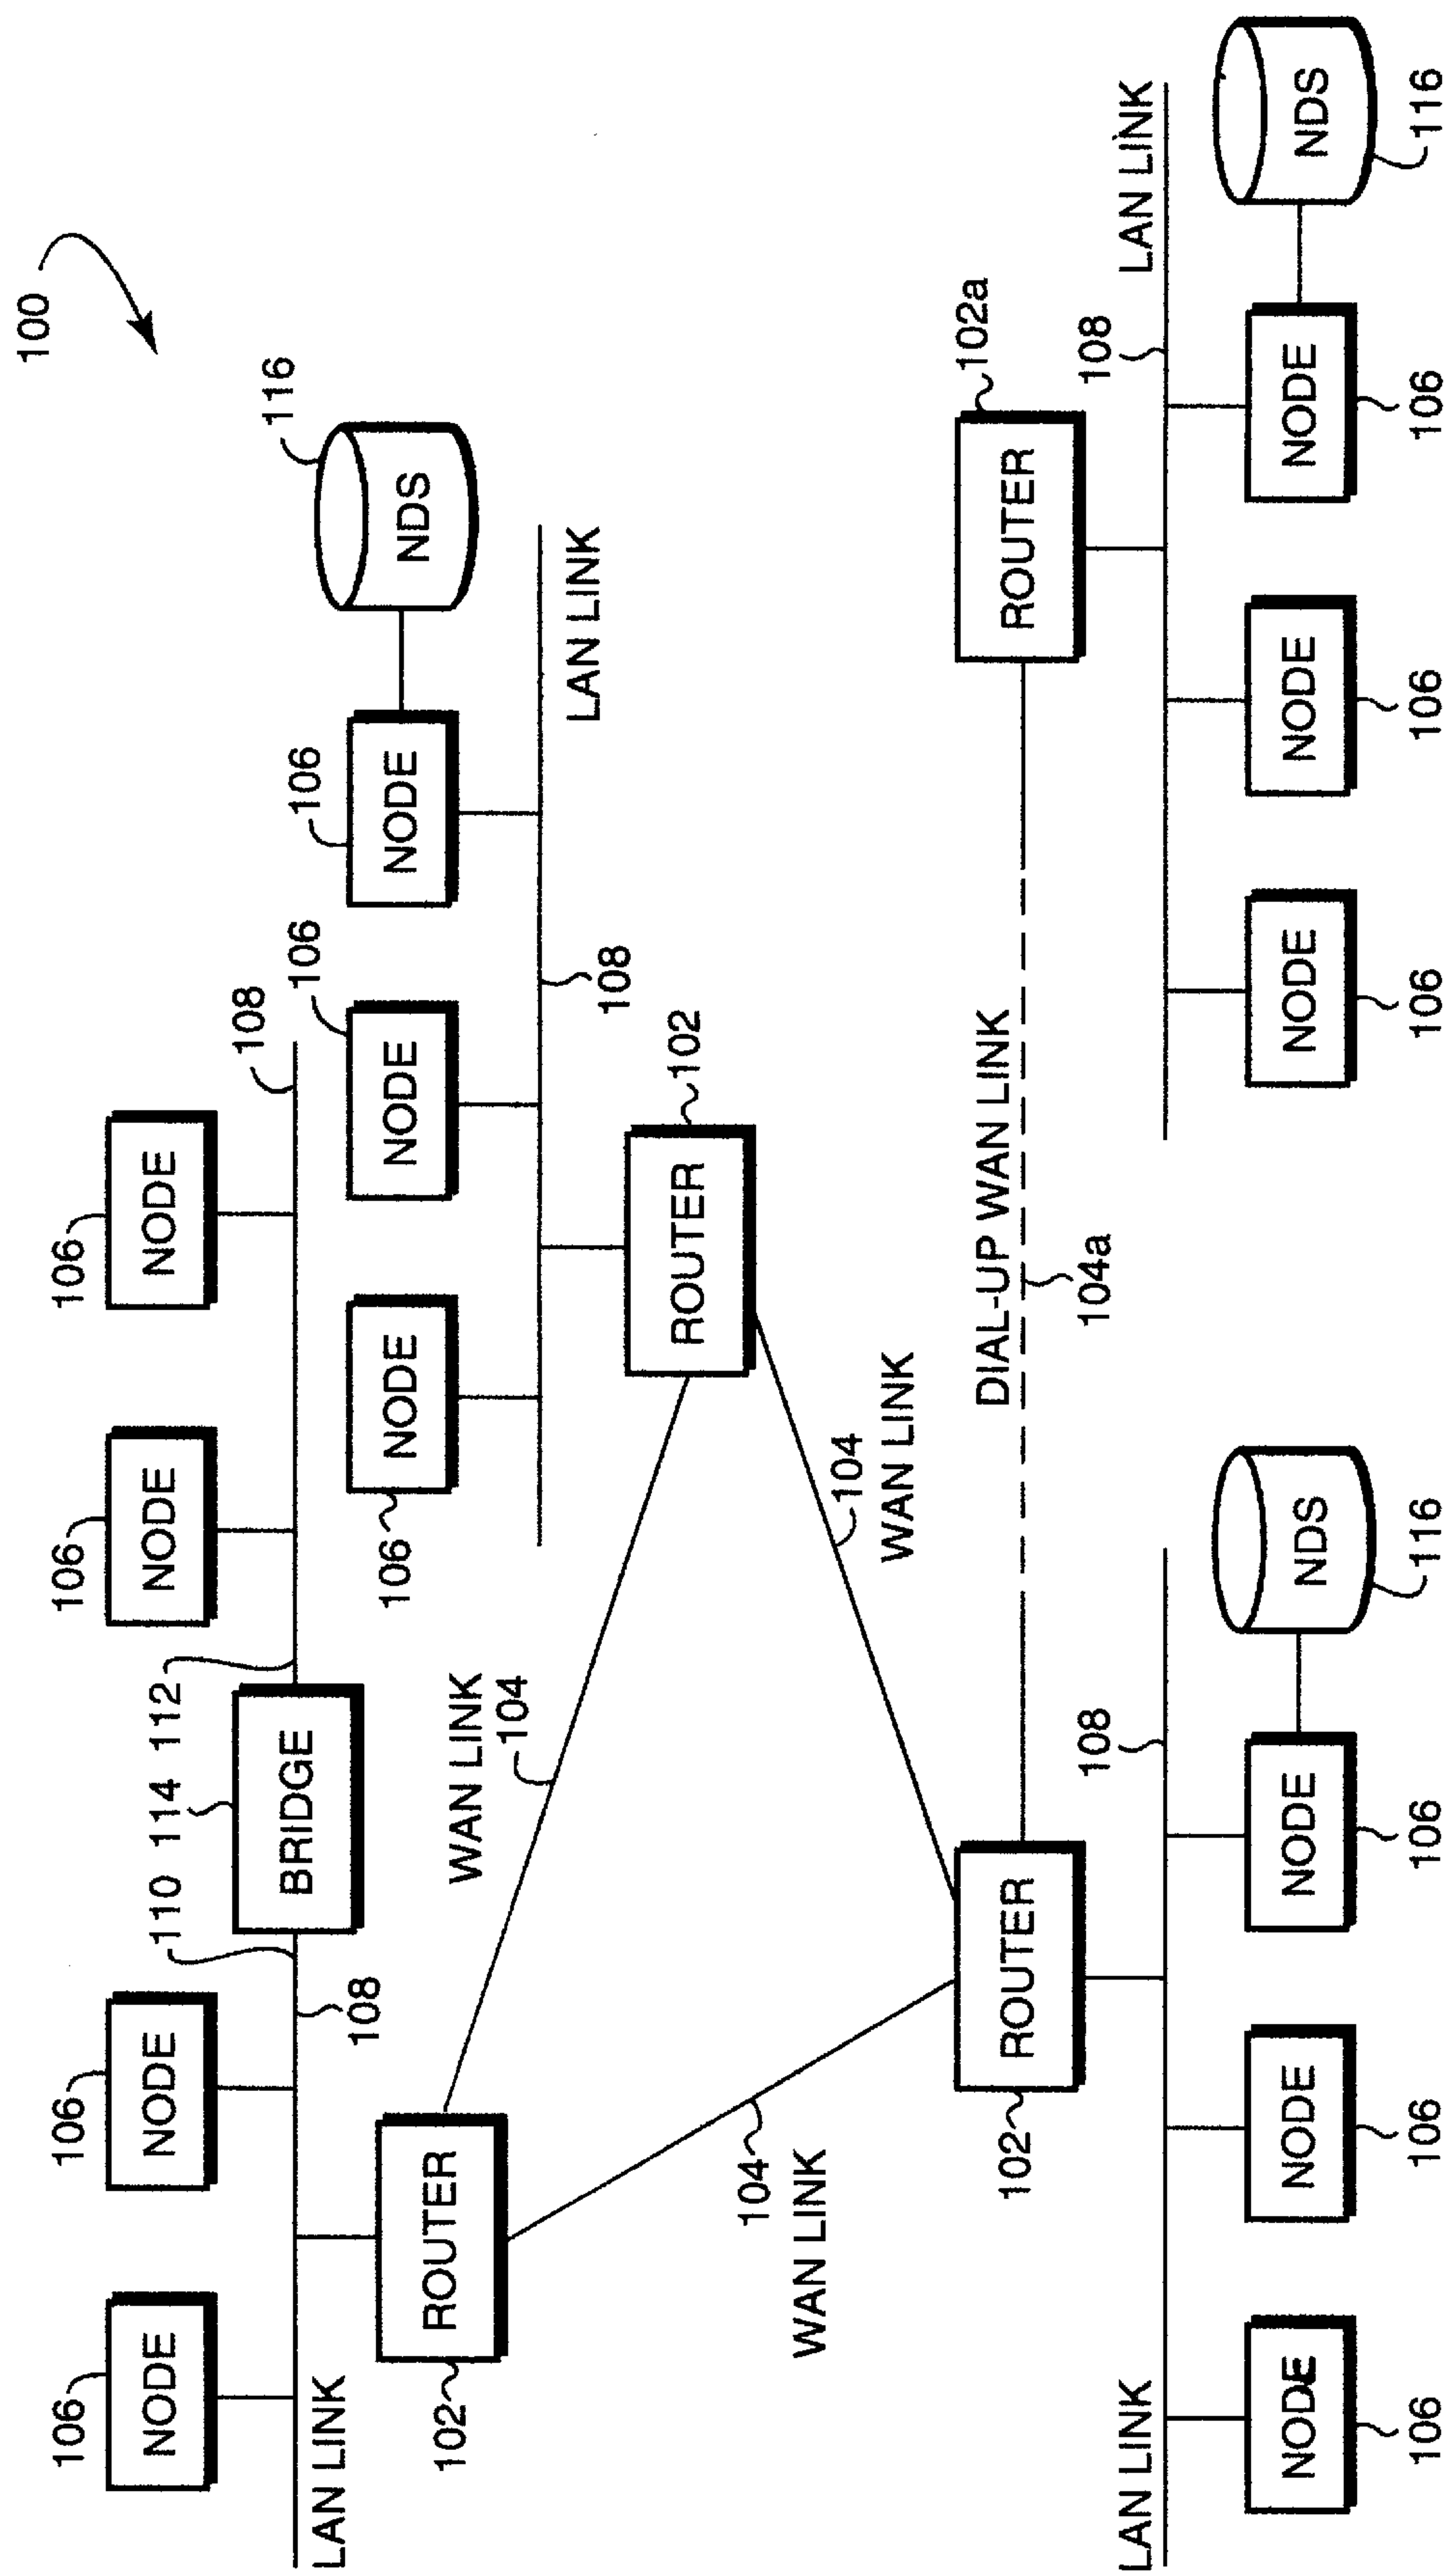 100
106
NODE
106
NODE
106
NODE
106
NODE
110
114
112
108
BRIDGE
LAN LINK
108
106
NODE
106
NODE
106
NODE
116
NDS
108
LAN LINK
102
ROUTER
WAN LINK
104
ROUTER
102
104
WAN LINK
104
WAN LINK
102
ROUTER
DIAL-UP WAN LINK
104a
ROUTER
102a
LAN LINK
108
NODE
106
NODE
106
NODE
106
NDS
116
108
LAN LINK
NODE
106
NODE
106
NODE
106
NDS
116